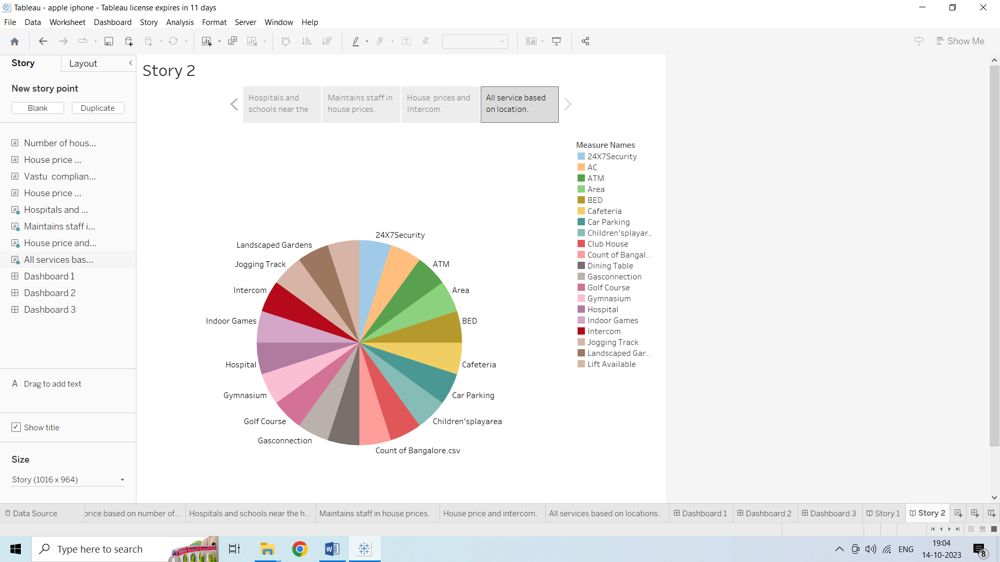 Tableau - apple iphone - Tableau license expires in 11 days
File Data Worksheet Dashboard Story Analysis Format Server Window Help
Show Me
Story Layout
New story point
Blank Duplicate
Number of hous...
House price ...
Vastu  complian...
House price ...
Hospitals and ...
Maintains staff i...
House price and...
All services bas...
Dashboard 1
Dashboard 2
Dashboard 3
A Drag to add text
Show title
Size
Story (1016 x 964)
Story 2
Hospitals and
schools near the
Maintains staff in
house prices.
House  prices and
Intercom.
All service based
on location.
24X7Security
ATM
Area
BED
Cafeteria
Car Parking
Children'splayarea
Count of Bangalore.csv
Gasconnection
Golf Course
Gymnasium
Hospital
Indoor Games
Intercom
Jogging Track
Landscaped Gardens
Measure Names
24X7Security
AC
ATM
Area
BED
Cafeteria
Car Parking
Children'splayar..
Club House
Count of Bangal..
Dining Table
Gasconnection
Golf Course
Gymnasium
Hospital
Indoor Games
Intercom
Jogging Track
Landscaped Gar..
Lift Available
Data Source rice based on number of... Hospitals and schools near the h... Maintains staff in house prices. House price and intercom. All services based on locations. Dashboard 1 Dashboard 2 Dashboard 3 Story 1 Story 2
Type here to search
ENG
19:04
14-10-2023
8